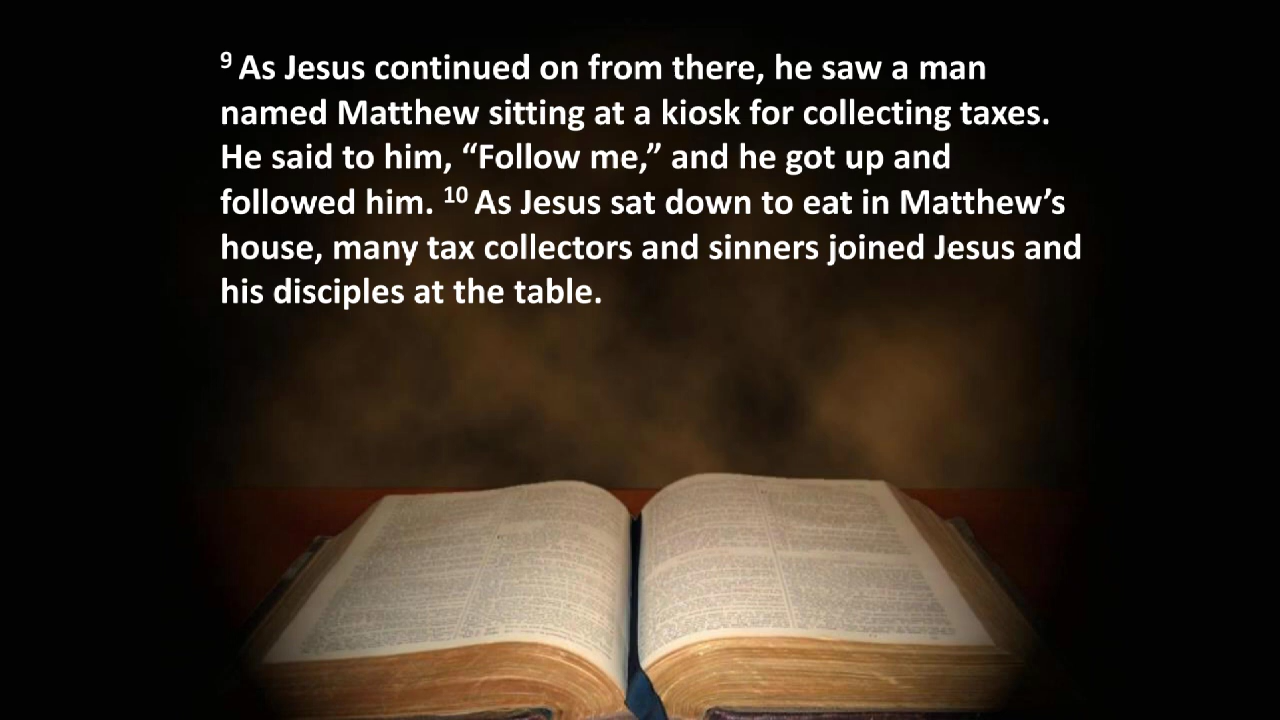 9 As Jesus continued on from there, he saw a man
named Matthew sitting at a kiosk for collecting taxes.
He said to him, “Follow me,” and he got up and
followed him. 10 As Jesus sat down to eat in Matthew’s
house, many tax collectors and sinners joined Jesus and
his disciples at the table.